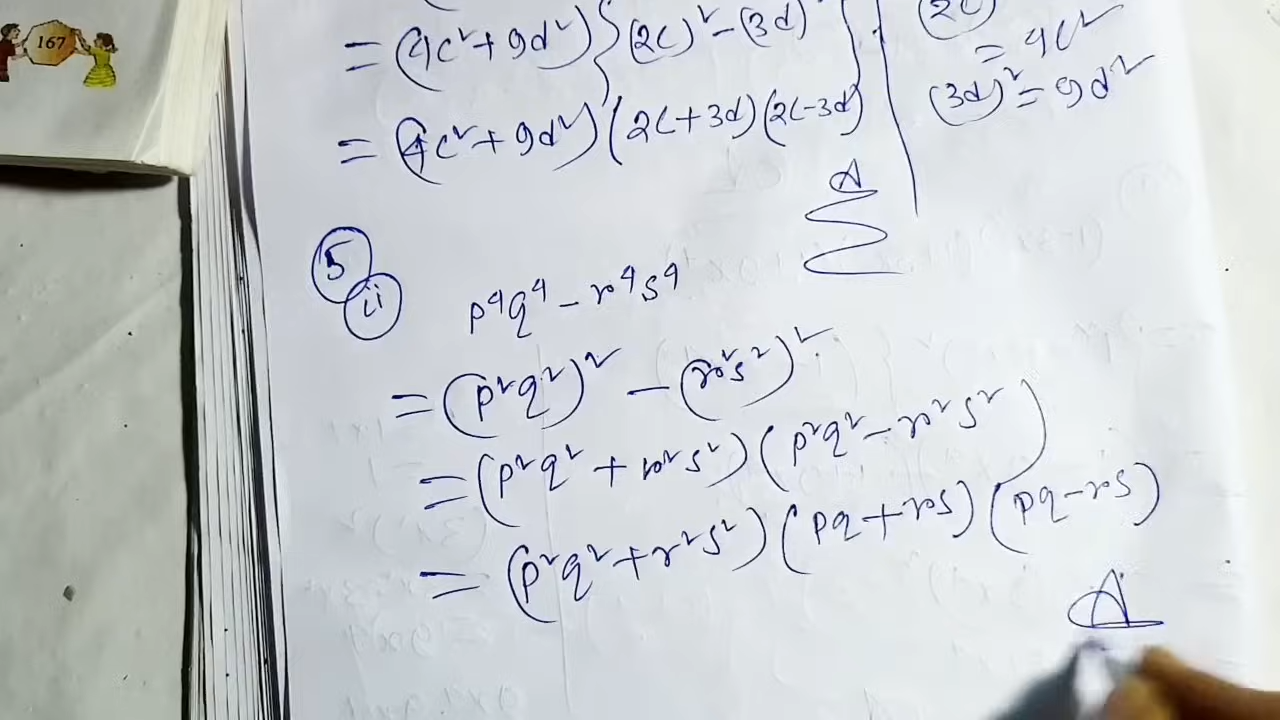 167
= (4c²+9d²){(2c)²-(3d)²}
= (4c²+9d²)(2c+3d)(2c-3d)
(2c)
= 4c²
(3d)² = 9d²
5
ii
p⁴q⁴ - r⁴s⁴
= (p²q²)² - (r²s²)²
= (p²q² + r²s²)(p²q² - r²s²)
= (p²q² + r²s²)(pq+rs)(pq-rs)